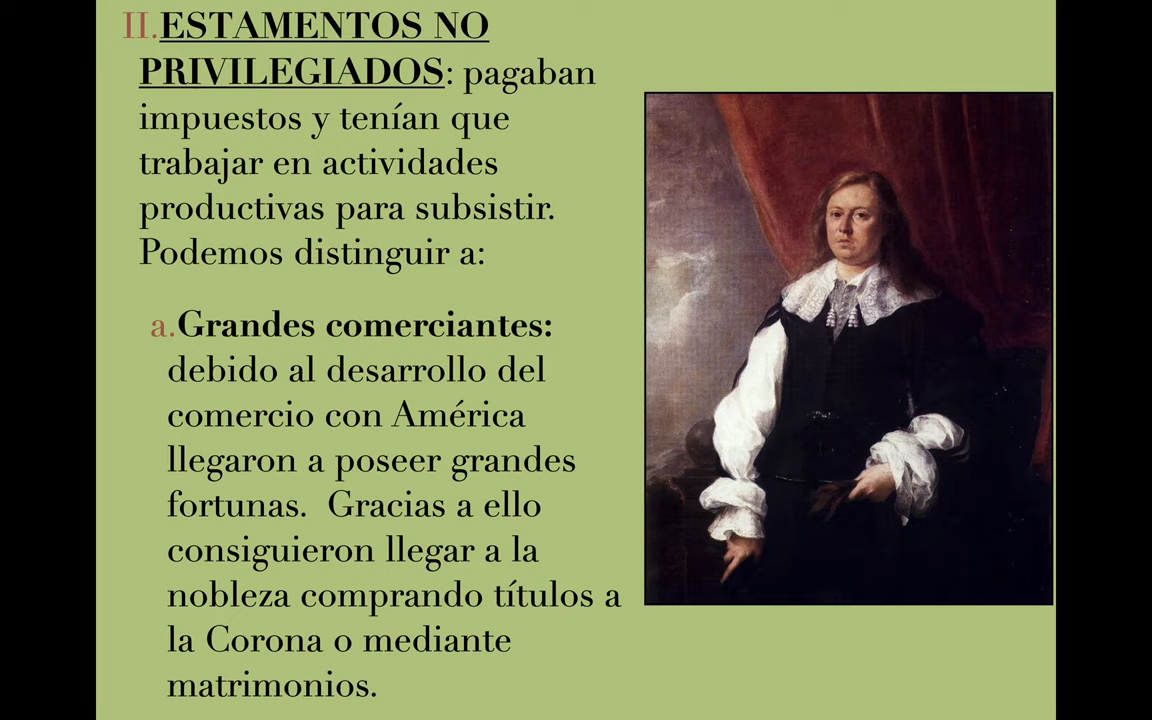 II.ESTAMENTOS NO
PRIVILEGIADOS: pagaban
impuestos y tenían que
trabajar en actividades
productivas para subsistir.
Podemos distinguir a:
a.Grandes comerciantes:
debido al desarrollo del
comercio con América
llegaron a poseer grandes
fortunas.  Gracias a ello
consiguieron llegar a la
nobleza comprando títulos a
la Corona o mediante
matrimonios.